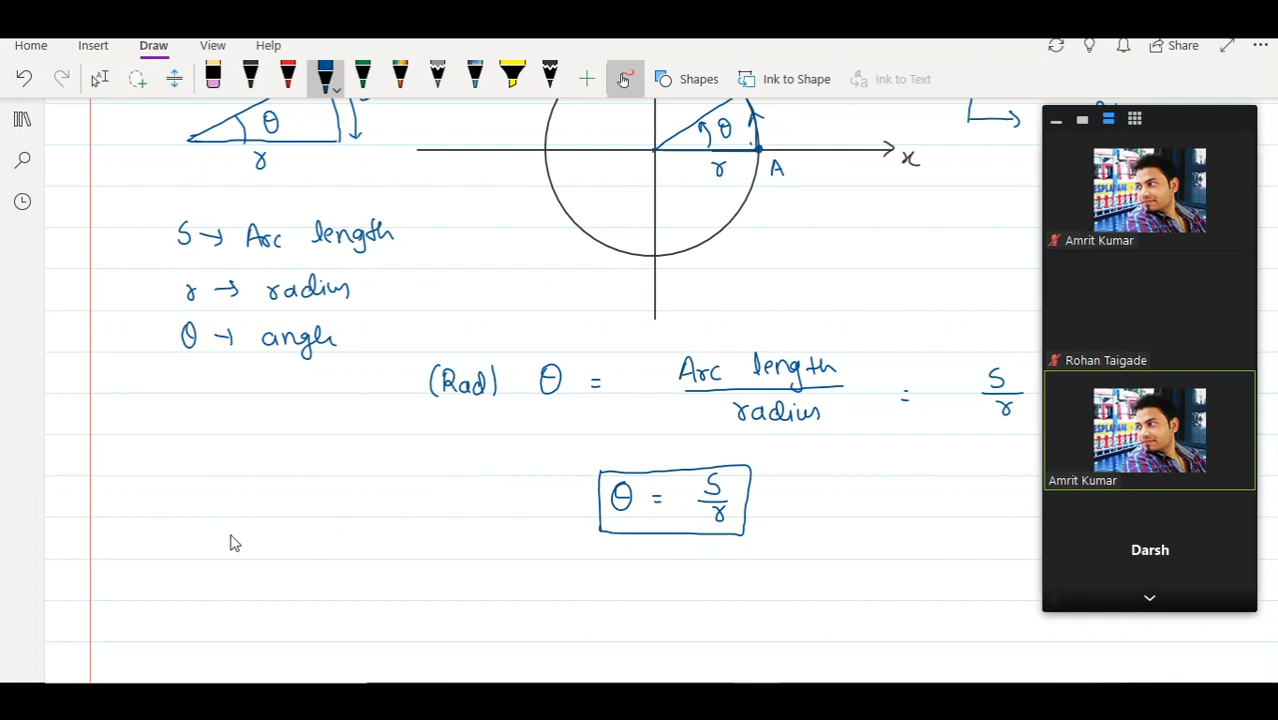 Home Insert Draw View Help
Share
Shapes Ink to Shape Ink to Text
θ
r
θ
r A
x
S → Arc length
r → radius
θ → angle
(Rad) θ = Arc length / radius = S / r
θ = S / r
Amrit Kumar
Rohan Taigade
Amrit Kumar
Darsh